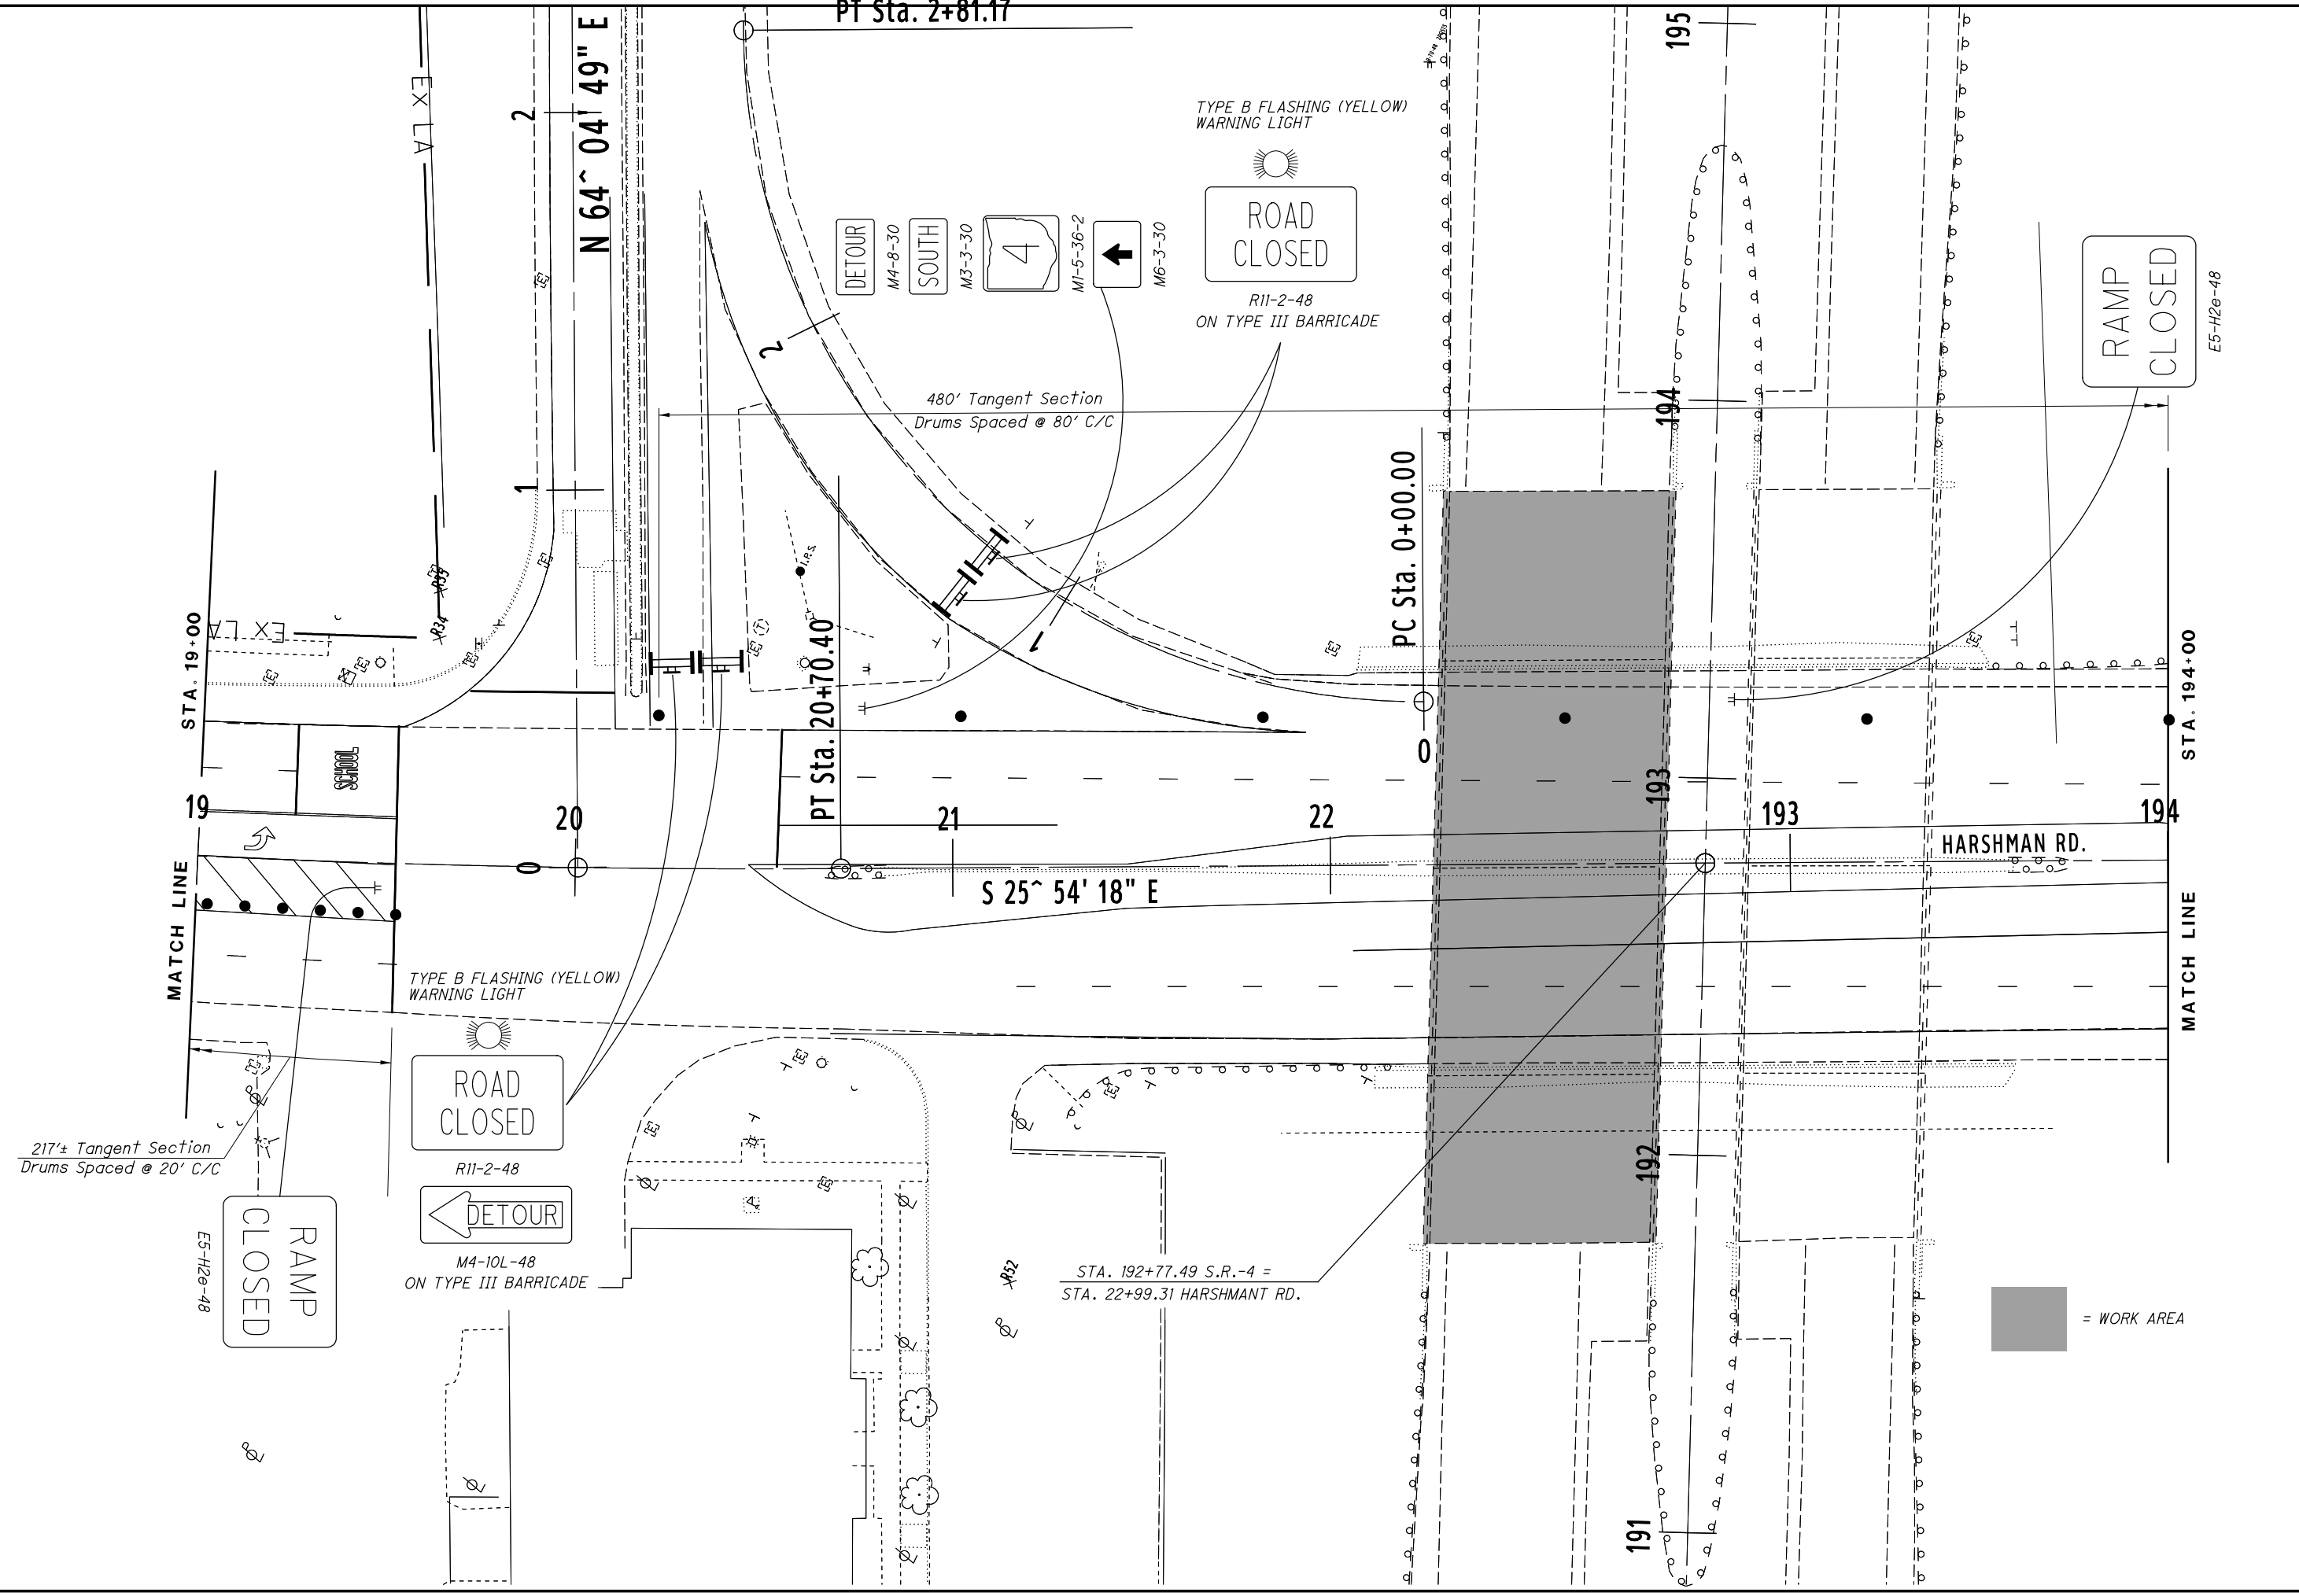 PT Sta. 2+81.17
195
EX LA
2
N 64^ 04' 49" E
TYPE B FLASHING (YELLOW)
WARNING LIGHT
ROAD
CLOSED
R11-2-48
ON TYPE III BARRICADE
DETOUR
M4-8-30
SOUTH
M3-3-30
4
M1-5-36-2
M6-3-30
RAMP
CLOSED
E5-H2e-48
2
480' Tangent Section
Drums Spaced @ 80' C/C
194
1
PC Sta. 0+00.00
I.P.S.
R35
R34
EX LA
STA. 19+00
1
PT Sta. 20+70.40
STA. 194+00
SCHOOL
0
193
19
20
21
22
193
194
HARSHMAN RD.
0
S 25^ 54' 18" E
MATCH LINE
MATCH LINE
TYPE B FLASHING (YELLOW)
WARNING LIGHT
ROAD
CLOSED
R11-2-48
DETOUR
M4-10L-48
ON TYPE III BARRICADE
217'± Tangent Section
Drums Spaced @ 20' C/C
RAMP
CLOSED
E5-H2e-48
192
R52
STA. 192+77.49 S.R.-4 =
STA. 22+99.31 HARSHMANT RD.
= WORK AREA
191